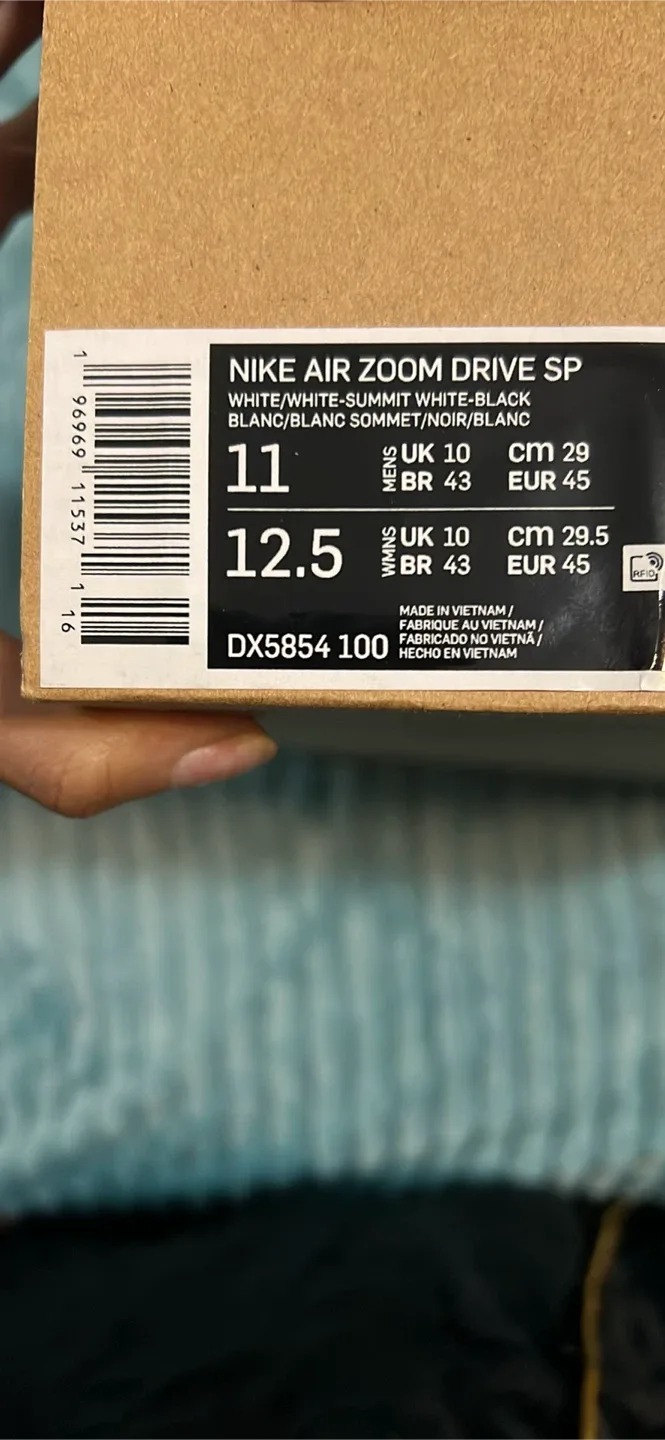 1 96969 11537 1 16
NIKE AIR ZOOM DRIVE SP
WHITE/WHITE-SUMMIT WHITE-BLACK
BLANC/BLANC SOMMET/NOIR/BLANC
11 MENS UK 10 cm 29
BR 43 EUR 45
12.5 WMNS UK 10 cm 29.5
BR 43 EUR 45
RFID
DX5854 100
MADE IN VIETNAM /
FABRIQUE AU VIETNAM /
FABRICADO NO VIETNÃ /
HECHO EN VIETNAM